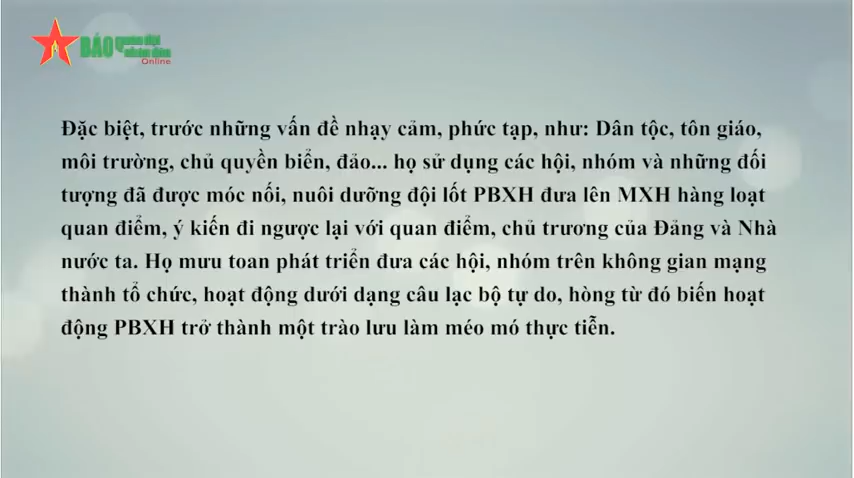 BÁO Quân đội nhân dân
Online
Đặc biệt, trước những vấn đề nhạy cảm, phức tạp, như: Dân tộc, tôn giáo,
môi trường, chủ quyền biển, đảo... họ sử dụng các hội, nhóm và những đối
tượng đã được móc nối, nuôi dưỡng đội lốt PBXH đưa lên MXH hàng loạt
quan điểm, ý kiến đi ngược lại với quan điểm, chủ trương của Đảng và Nhà
nước ta. Họ mưu toan phát triển đưa các hội, nhóm trên không gian mạng
thành tổ chức, hoạt động dưới dạng câu lạc bộ tự do, hòng từ đó biến hoạt
động PBXH trở thành một trào lưu làm méo mó thực tiễn.